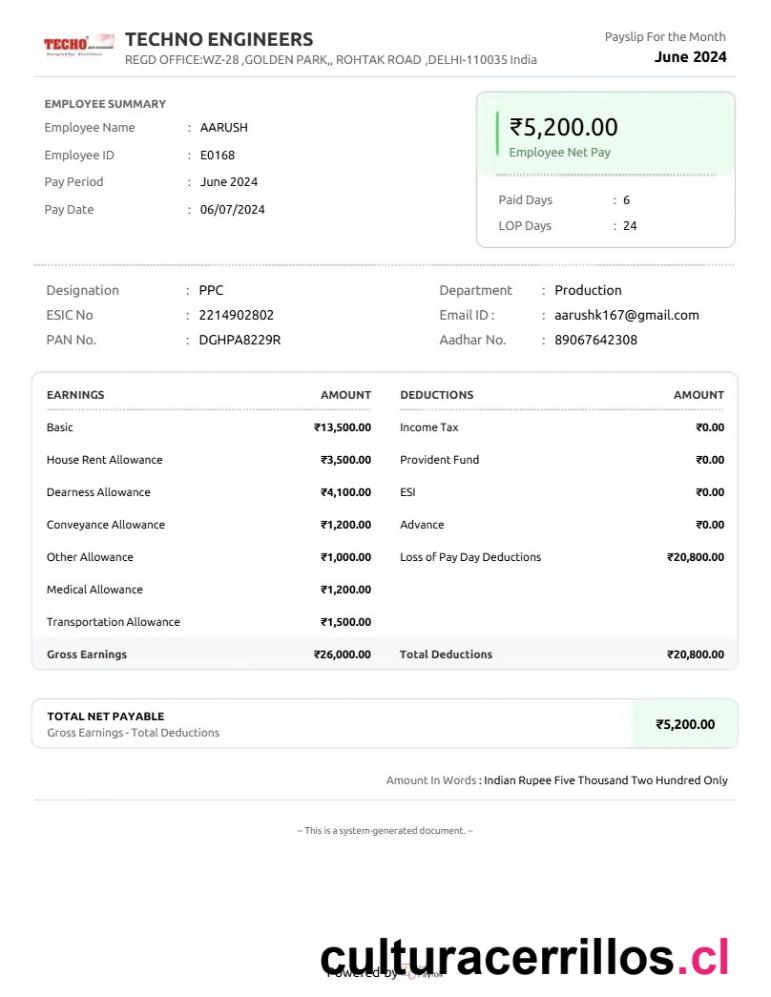 TECHO
TECHNO ENGINEERS
REGD OFFICE:WZ-28 ,GOLDEN PARK,, ROHTAK ROAD ,DELHI-110035 India
Payslip For the Month
June 2024
EMPLOYEE SUMMARY
Employee Name : AARUSH
Employee ID : E0168
Pay Period : June 2024
Pay Date : 06/07/2024
₹5,200.00
Employee Net Pay
Paid Days : 6
LOP Days : 24
Designation : PPC
Department : Production
ESIC No : 2214902802
Email ID : : aarushk167@gmail.com
PAN No. : DGHPA8229R
Aadhar No. : 89067642308
EARNINGS AMOUNT DEDUCTIONS AMOUNT
Basic ₹13,500.00 Income Tax ₹0.00
House Rent Allowance ₹3,500.00 Provident Fund ₹0.00
Dearness Allowance ₹4,100.00 ESI ₹0.00
Conveyance Allowance ₹1,200.00 Advance ₹0.00
Other Allowance ₹1,000.00 Loss of Pay Day Deductions ₹20,800.00
Medical Allowance ₹1,200.00
Transportation Allowance ₹1,500.00
Gross Earnings ₹26,000.00 Total Deductions ₹20,800.00
TOTAL NET PAYABLE
Gross Earnings - Total Deductions
₹5,200.00
Amount In Words : Indian Rupee Five Thousand Two Hundred Only
-- This is a system-generated document. --
culturacerrillos.cl
Powered by